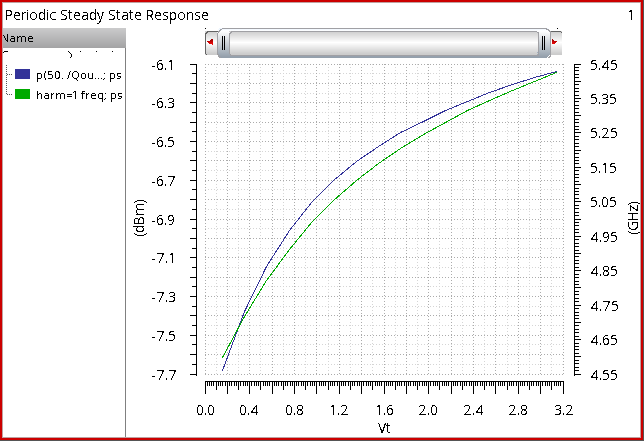 Periodic Steady State Response 1
Name
p(50. /Qou...; ps
harm=1 freq; ps
-6.1
-6.3
-6.5
-6.7
-6.9
-7.1
-7.3
-7.5
-7.7
(dBm)
5.45
5.35
5.25
5.15
5.05
4.95
4.85
4.75
4.65
4.55
(GHz)
0.0 0.4 0.8 1.2 1.6 2.0 2.4 2.8 3.2
Vt